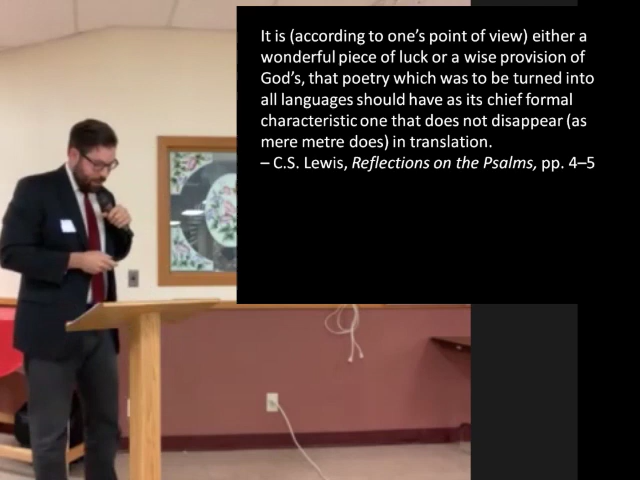 It is (according to one's point of view) either a
wonderful piece of luck or a wise provision of
God's, that poetry which was to be turned into
all languages should have as its chief formal
characteristic one that does not disappear (as
mere metre does) in translation.
– C.S. Lewis, Reflections on the Psalms, pp. 4–5